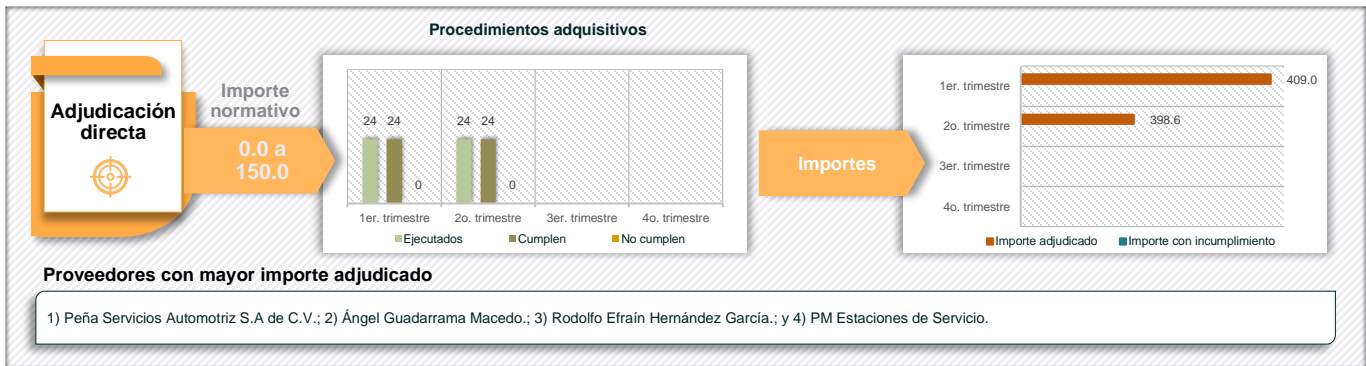 Procedimientos adquisitivos
Adjudicación
directa
Importe
normativo
0.0 a
150.0
24 24
0
24 24
0
1er. trimestre 2o. trimestre 3er. trimestre 4o. trimestre
Ejecutados Cumplen No cumplen
Importes
1er. trimestre 409.0
2o. trimestre 398.6
3er. trimestre
4o. trimestre
Importe adjudicado Importe con incumplimiento
Proveedores con mayor importe adjudicado
1) Peña Servicios Automotriz S.A de C.V.; 2) Ángel Guadarrama Macedo.; 3) Rodolfo Efraín Hernández García.; y 4) PM Estaciones de Servicio.